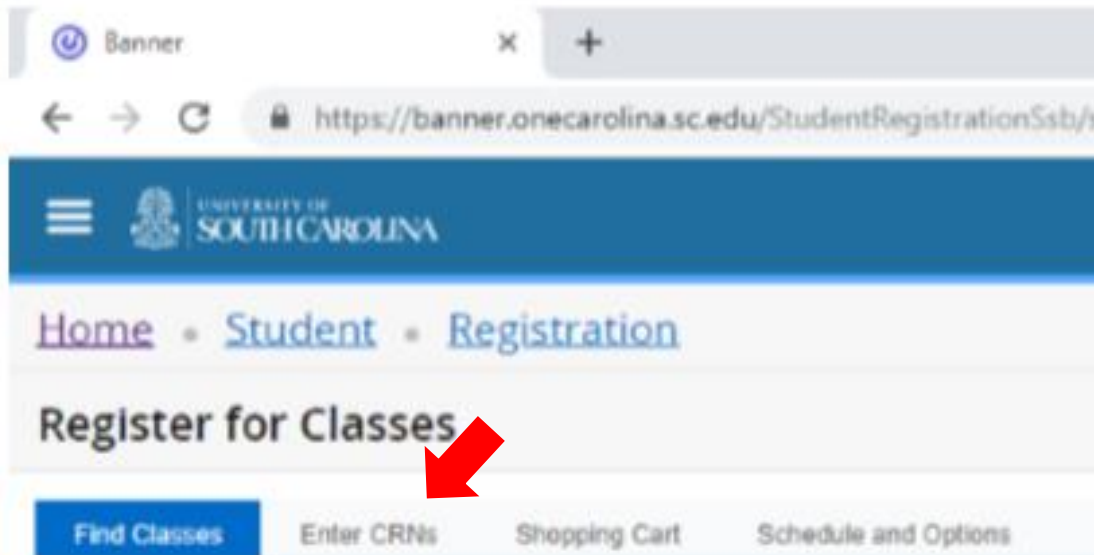 Banner
https://banner.onecarolina.sc.edu/StudentRegistrationSsb/s
UNIVERSITY OF
SOUTH CAROLINA
Home • Student • Registration
Register for Classes
Find Classes Enter CRNs Shopping Cart Schedule and Options